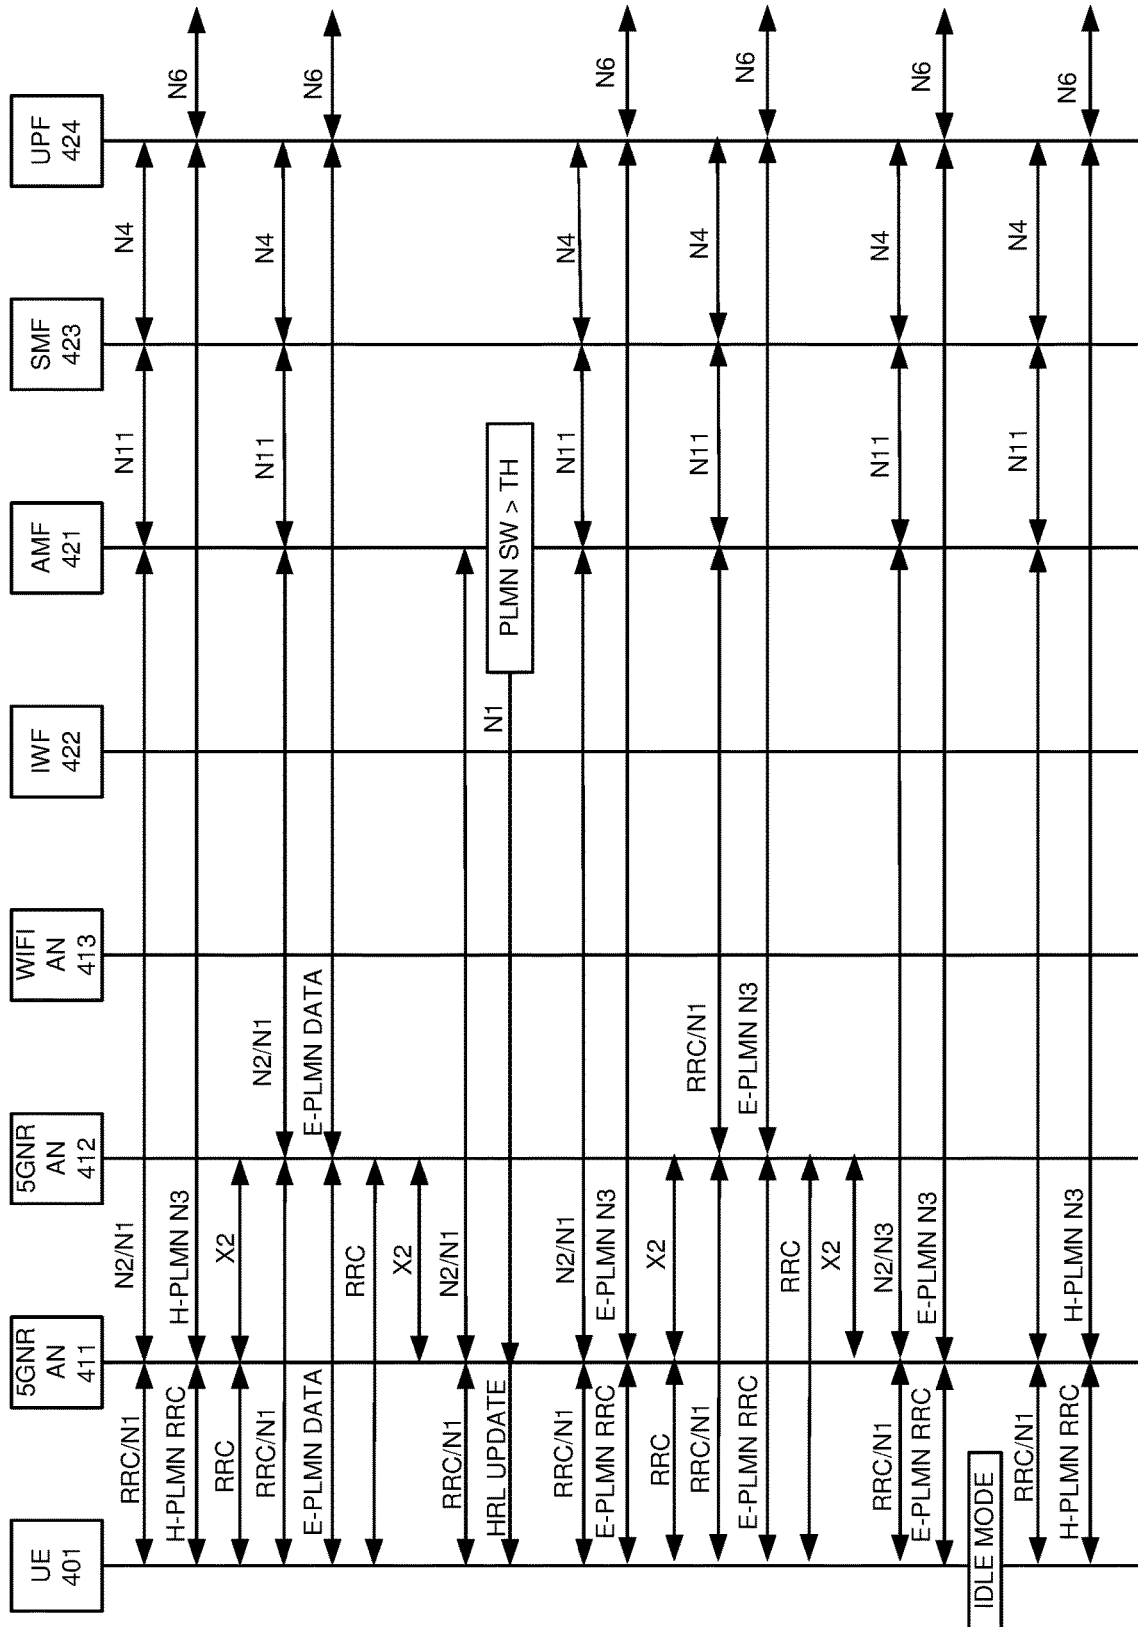 UE
401
5GNR
AN
411
5GNR
AN
412
WIFI
AN
413
IWF
422
AMF
421
SMF
423
UPF
424
RRC/N1
N2/N1
N11
N4
H-PLMN RRC
H-PLMN N3
N6
RRC
X2
RRC/N1
N2/N1
N11
N4
E-PLMN DATA
E-PLMN DATA
N6
RRC
X2
RRC/N1
N2/N1
HRL UPDATE
N1
PLMN SW > TH
RRC/N1
N2/N1
N11
N4
E-PLMN RRC
E-PLMN N3
N6
RRC
X2
RRC/N1
RRC/N1
N11
N4
E-PLMN RRC
E-PLMN N3
N6
RRC
X2
RRC/N1
N2/N3
N11
N4
E-PLMN RRC
E-PLMN N3
N6
IDLE MODE
RRC/N1
N11
N4
H-PLMN RRC
H-PLMN N3
N6